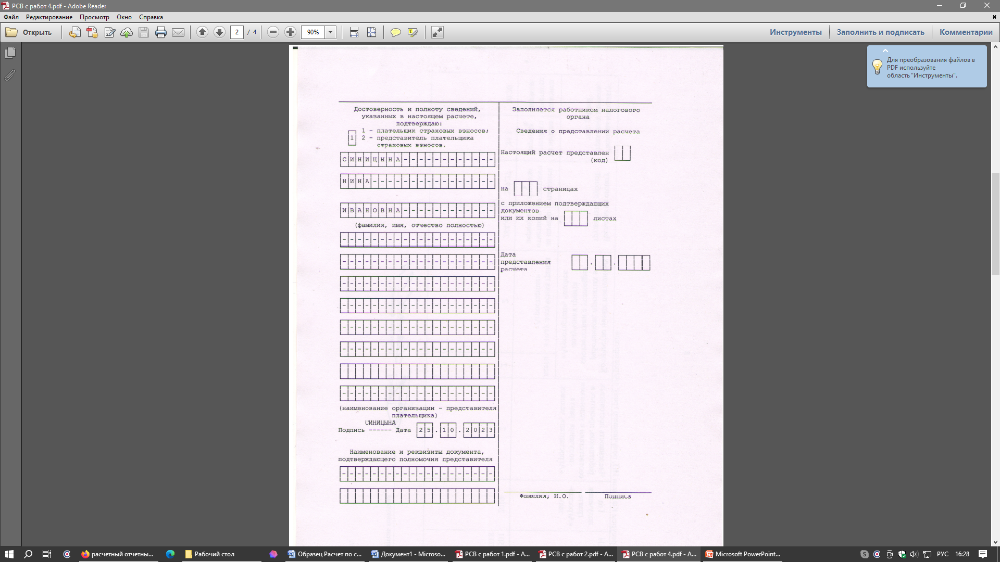 РСВ с работ 4.pdf - Adobe Reader
Файл Редактирование Просмотр Окно Справка
Открыть 2 / 4 90% Инструменты Заполнить и подписать Комментарии
Для преобразования файлов в
PDF используйте
область "Инструменты".
Достоверность и полноту сведений,
указанных в настоящем расчете,
подтверждаю:
1 – плательщик страховых взносов;
1 2 – представитель плательщика
страховых взносов.
СИНИЦЫНА------------
НИНА----------------
ИВАНОВНА------------
(фамилия, имя, отчество полностью)
--------------------
--------------------
--------------------
--------------------
--------------------
--------------------
--------------------
(наименование организации – представителя
плательщика)
СИНИЦЫНА
Подпись ------ Дата 25.10.2023
Наименование и реквизиты документа,
подтверждающего полномочия представителя
--------------------
Заполняется работником налогового
органа
Сведения о представлении расчета
Настоящий расчет представлен
(код)
на страницах
с приложением подтверждающих
документов
или их копий на листах
Дата
представления
расчета . .
Фамилия, И.О. Подпись
расчетный отчетны... Рабочий стол Образец Расчет по с... Документ1 - Microso... РСВ с работ 1.pdf - A... РСВ с работ 2.pdf - A... РСВ с работ 4.pdf - A... Microsoft PowerPoint... РУС 16:28